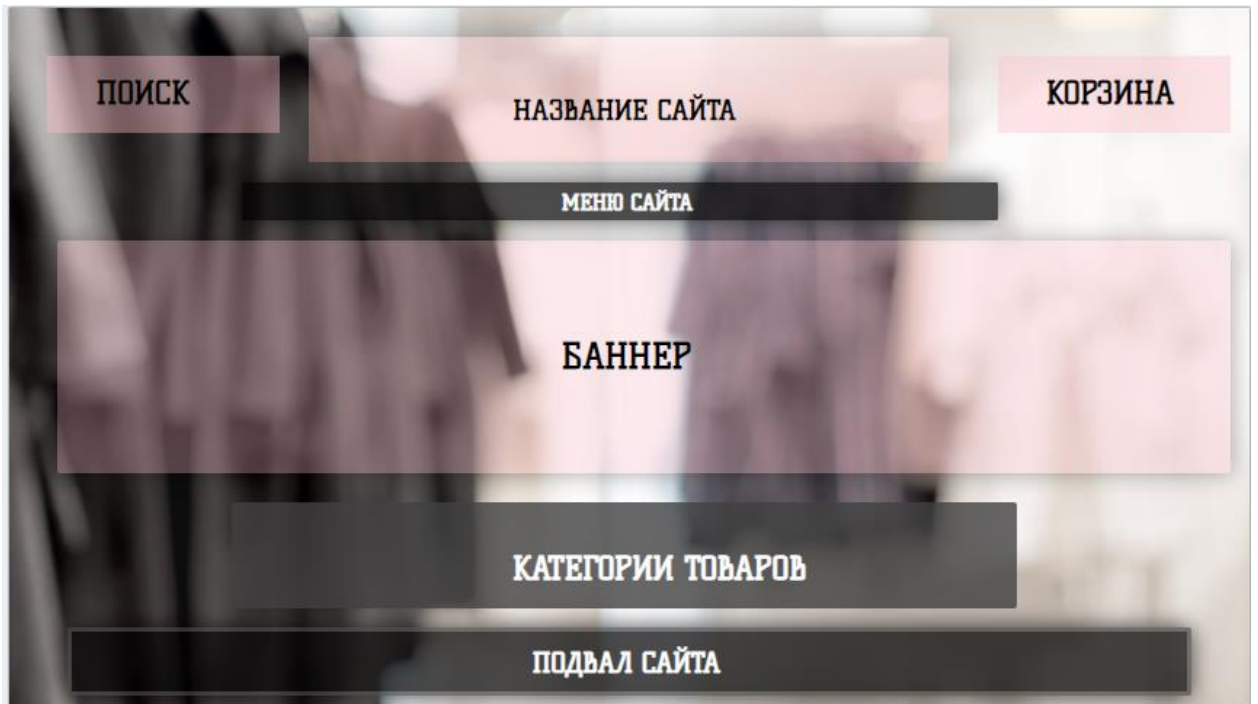 ПОИСК
НАЗВАНИЕ САЙТА
КОРЗИНА
МЕНЮ САЙТА
БАННЕР
КАТЕГОРИИ ТОВАРОВ
ПОДВАЛ САЙТА